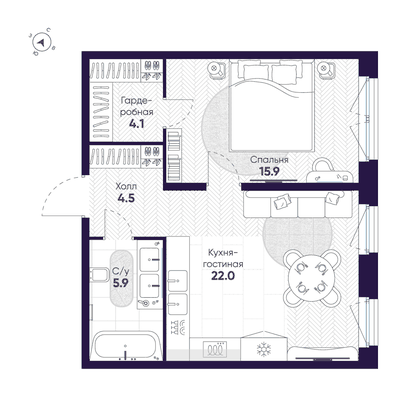 С
В
Ю
З
Гарде-
робная
4.1
Спальня
15.9
Холл
4.5
С/у
5.9
Кухня-
гостиная
22.0